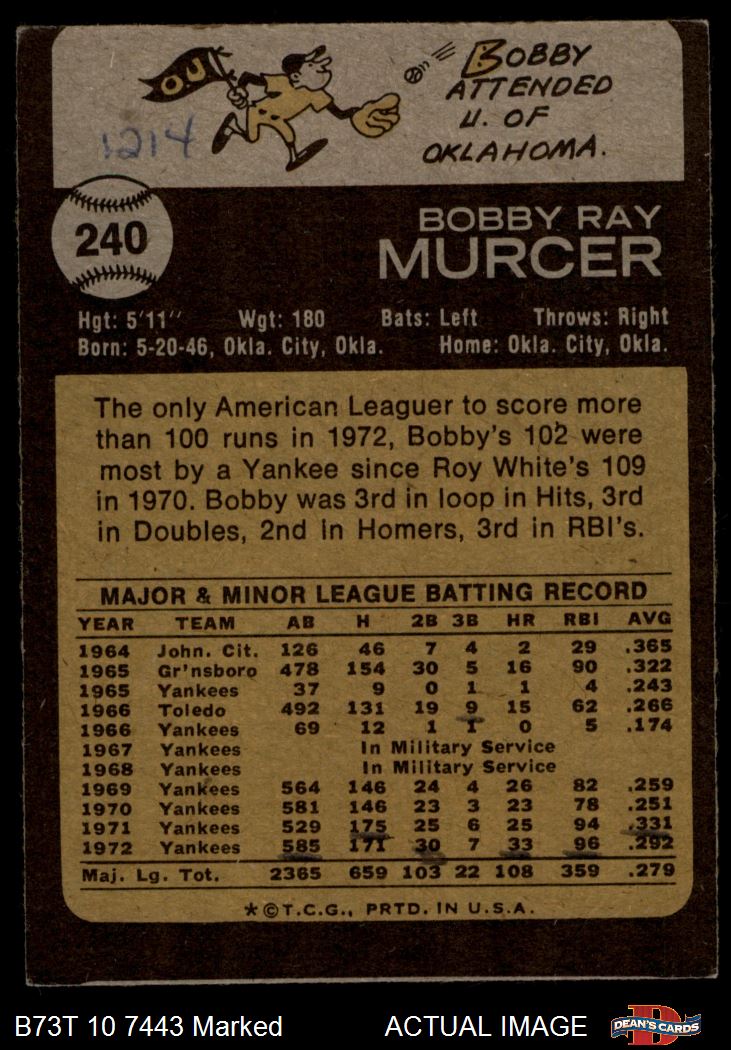 O.U.
BOBBY
ATTENDED
U. OF
OKLAHOMA.
1214
240
BOBBY RAY
MURCER
Hgt: 5'11" Wgt: 180 Bats: Left Throws: Right
Born: 5-20-46, Okla. City, Okla. Home: Okla. City, Okla.
The only American Leaguer to score more
than 100 runs in 1972, Bobby's 102 were
most by a Yankee since Roy White's 109
in 1970. Bobby was 3rd in loop in Hits, 3rd
in Doubles, 2nd in Homers, 3rd in RBI's.
MAJOR & MINOR LEAGUE BATTING RECORD
YEAR TEAM AB H 2B 3B HR RBI AVG
1964 John. Cit. 126 46 7 4 2 29 .365
1965 Gr'nsboro 478 154 30 5 16 90 .322
1965 Yankees 37 9 0 1 1 4 .243
1966 Toledo 492 131 19 9 15 62 .266
1966 Yankees 69 12 1 1 0 5 .174
1967 Yankees In Military Service
1968 Yankees In Military Service
1969 Yankees 564 146 24 4 26 82 .259
1970 Yankees 581 146 23 3 23 78 .251
1971 Yankees 529 175 25 6 25 94 .331
1972 Yankees 585 171 30 7 33 96 .292
Maj. Lg. Tot. 2365 659 103 22 108 359 .279
*©T.C.G., PRTD. IN U.S.A.
B73T 10 7443 Marked ACTUAL IMAGE DEAN'S CARDS